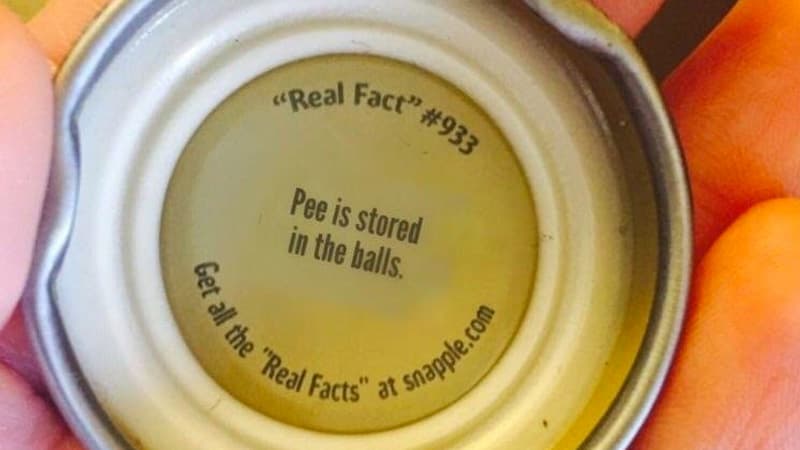 “Real Fact” #933
Pee is stored
in the balls.
Get all the "Real Facts" at snapple.com